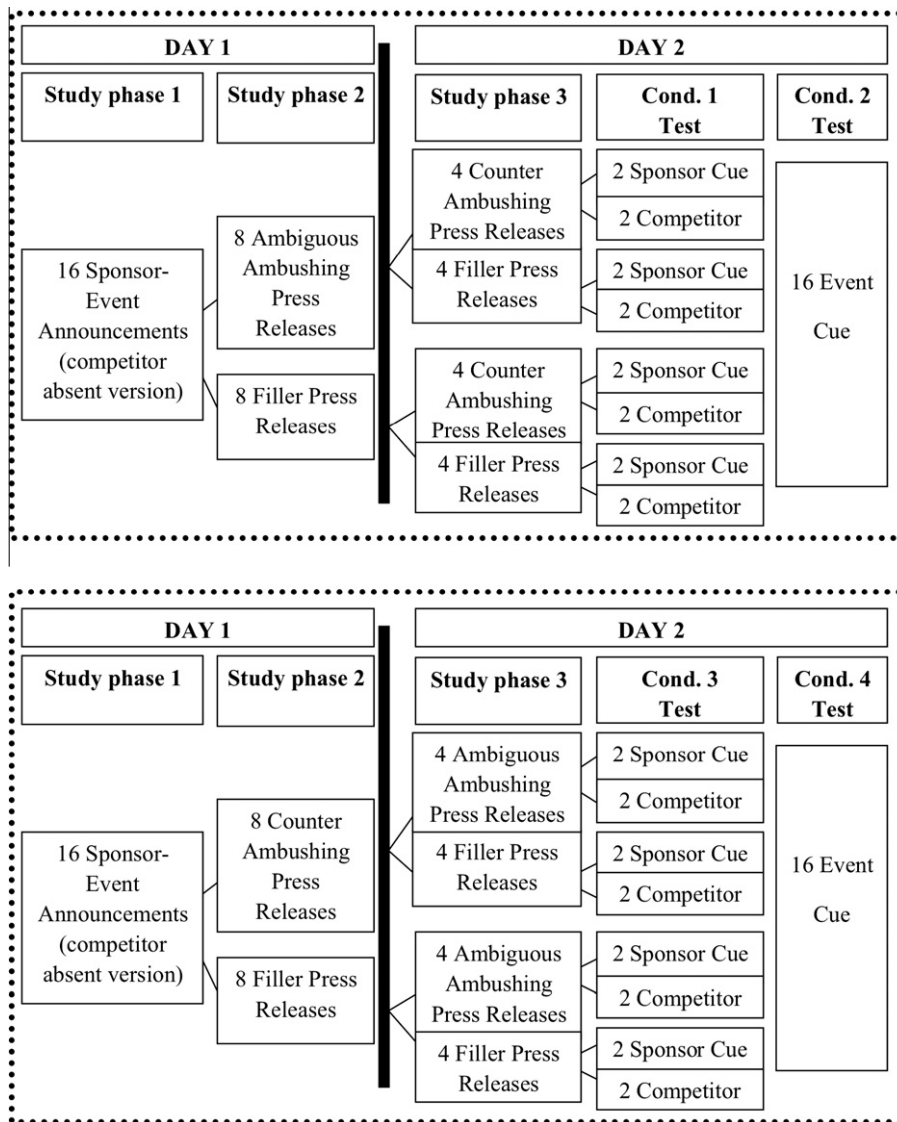 DAY 1
DAY 2
Study phase 1
Study phase 2
Study phase 3
Cond. 1
Test
Cond. 2
Test
16 Sponsor-
Event
Announcements
(competitor
absent version)
8 Ambiguous
Ambushing
Press
Releases
8 Filler Press
Releases
4 Counter
Ambushing
Press Releases
4 Filler Press
Releases
4 Counter
Ambushing
Press Releases
4 Filler Press
Releases
2 Sponsor Cue
2 Competitor
2 Sponsor Cue
2 Competitor
2 Sponsor Cue
2 Competitor
2 Sponsor Cue
2 Competitor
16 Event
Cue
DAY 1
DAY 2
Study phase 1
Study phase 2
Study phase 3
Cond. 3
Test
Cond. 4
Test
16 Sponsor-
Event
Announcements
(competitor
absent version)
8 Counter
Ambushing
Press
Releases
8 Filler Press
Releases
4 Ambiguous
Ambushing
Press Releases
4 Filler Press
Releases
4 Ambiguous
Ambushing
Press Releases
4 Filler Press
Releases
2 Sponsor Cue
2 Competitor
2 Sponsor Cue
2 Competitor
2 Sponsor Cue
2 Competitor
2 Sponsor Cue
2 Competitor
16 Event
Cue